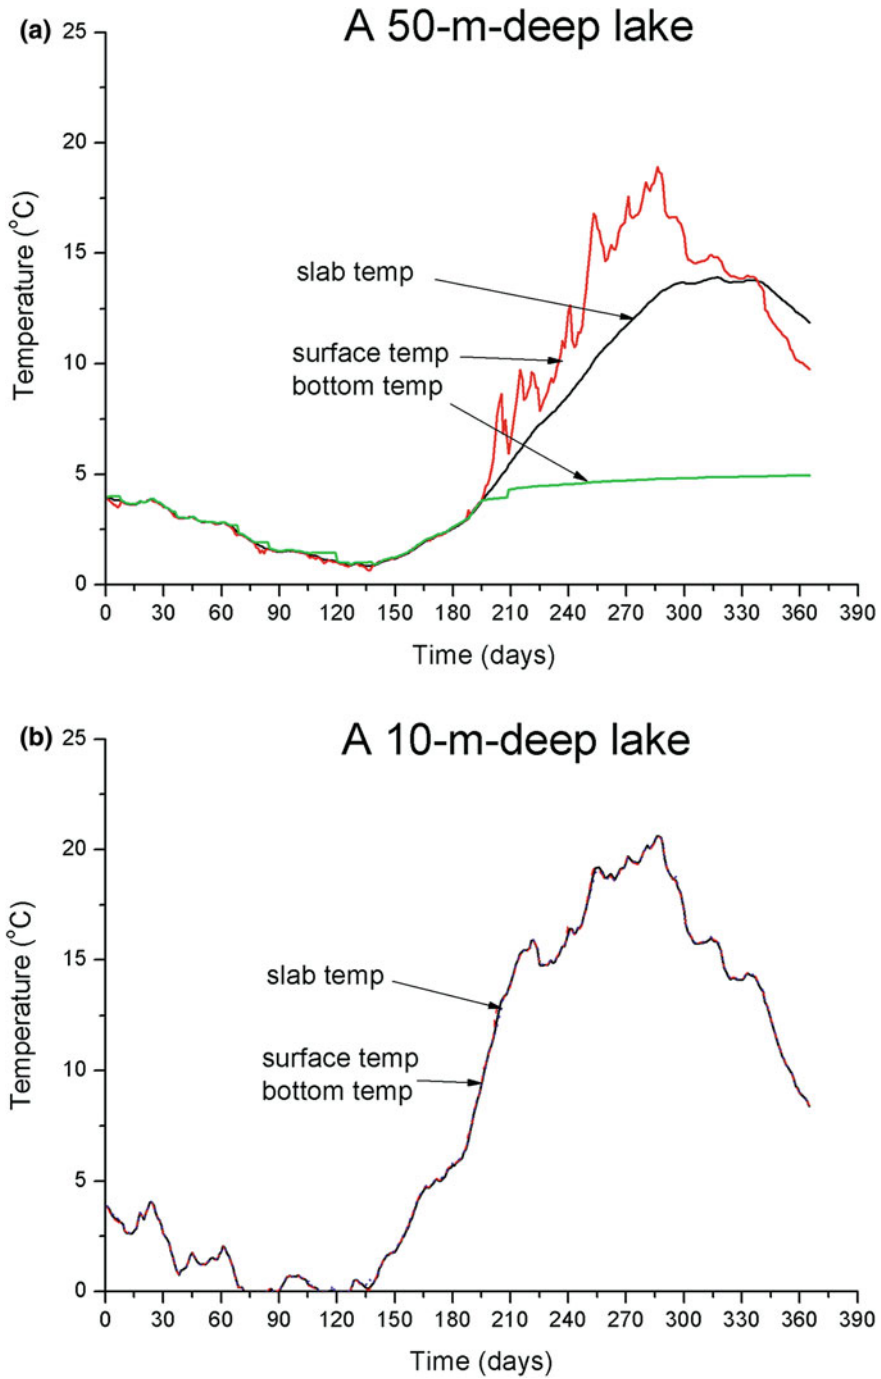 (a)
A 50-m-deep lake
25
20
15
10
5
0
Temperature (°C)
slab temp
surface temp
bottom temp
0 30 60 90 120 150 180 210 240 270 300 330 360 390
Time (days)
(b)
A 10-m-deep lake
25
20
15
10
5
0
Temperature (°C)
slab temp
surface temp
bottom temp
0 30 60 90 120 150 180 210 240 270 300 330 360 390
Time (days)